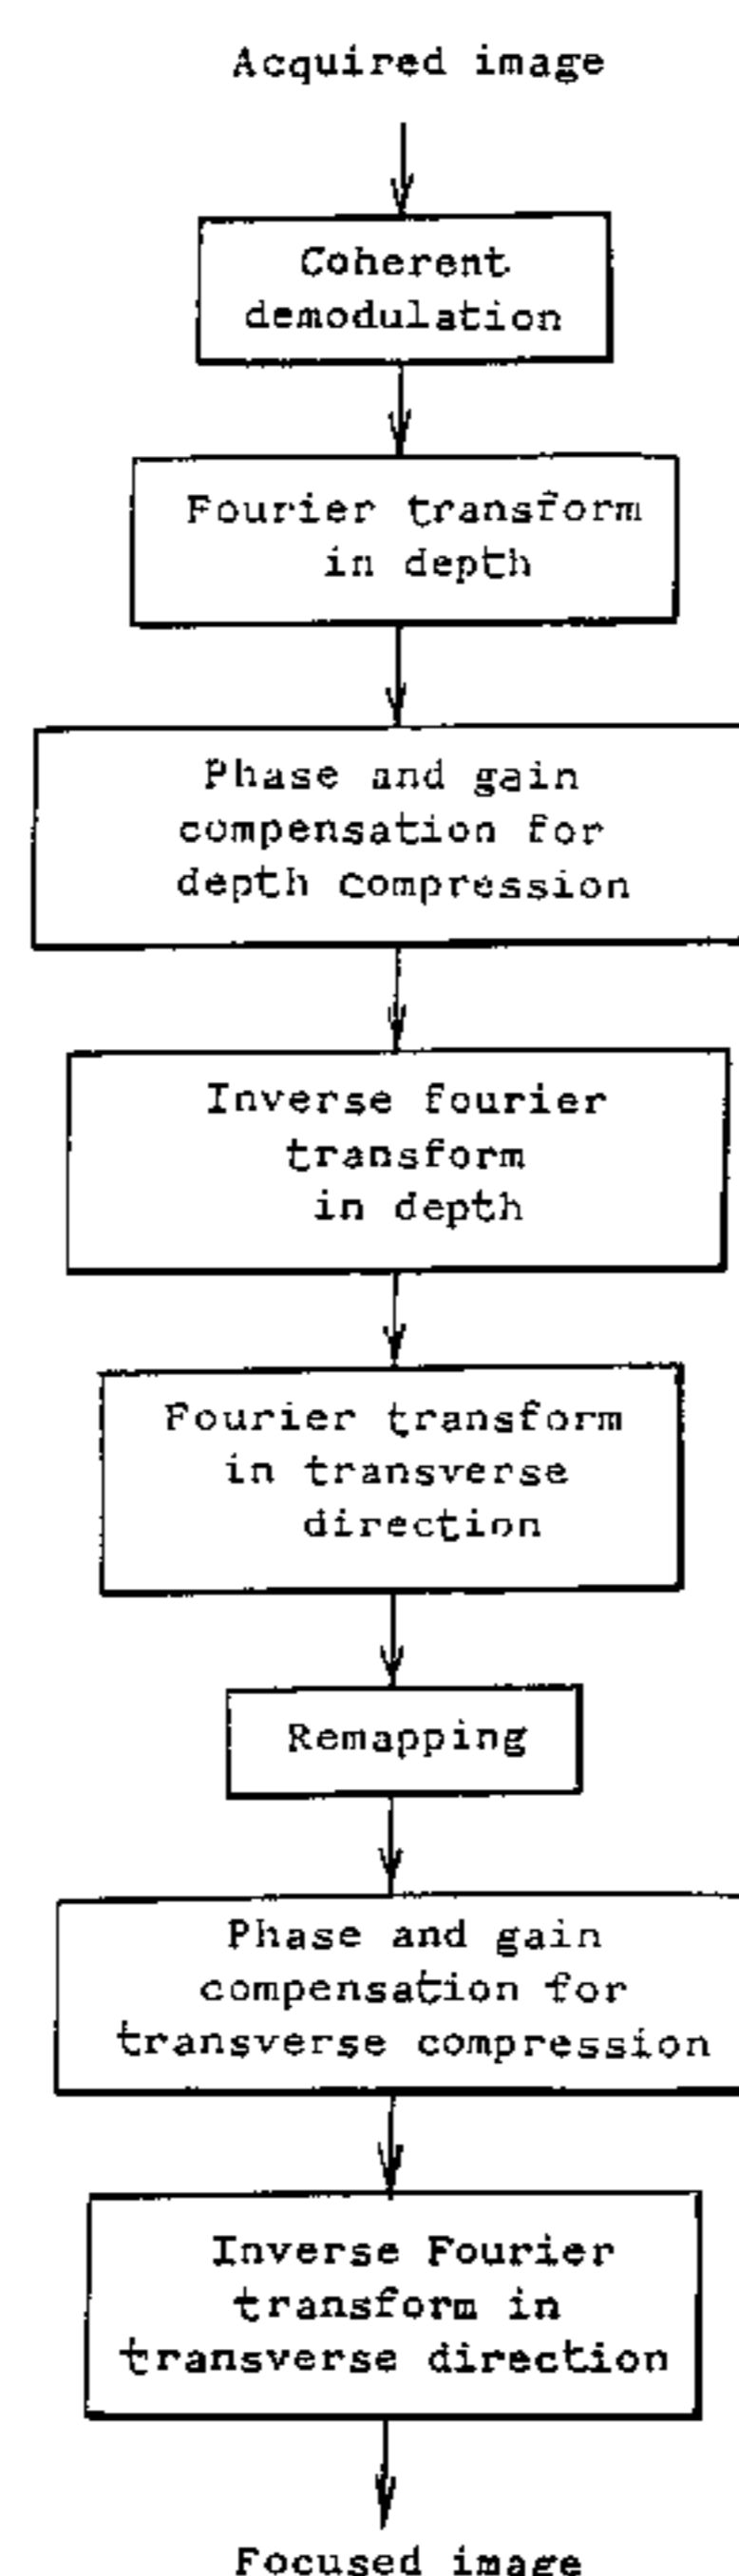 Acquired image
Coherent
demodulation
Fourier transform
in depth
Phase and gain
compensation for
depth compression
Inverse fourier
transform
in depth
Fourier transform
in transverse
direction
Remapping
Phase and gain
compensation for
transverse compression
Inverse Fourier
transform in
transverse direction
Focused image